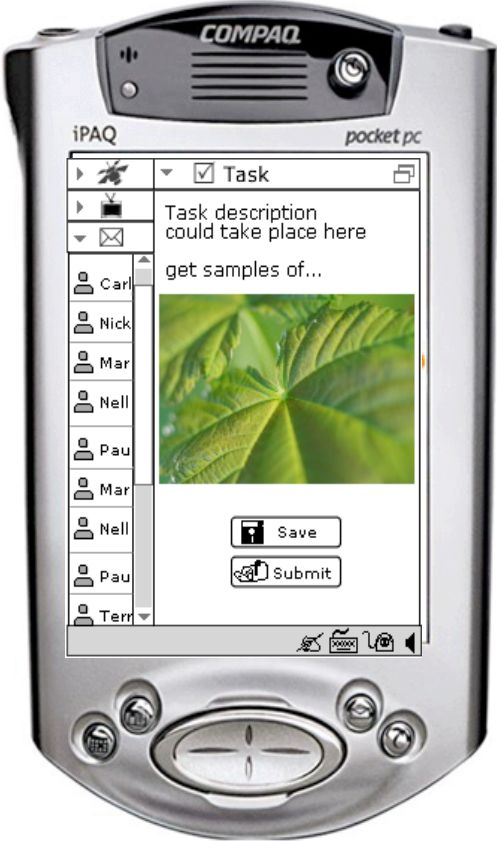 COMPAQ
iPAQ
pocket pc
Task
Task description
could take place here
get samples of...
Carl
Nick
Mar
Nell
Pau
Mar
Nell
Pau
Terr
Save
Submit